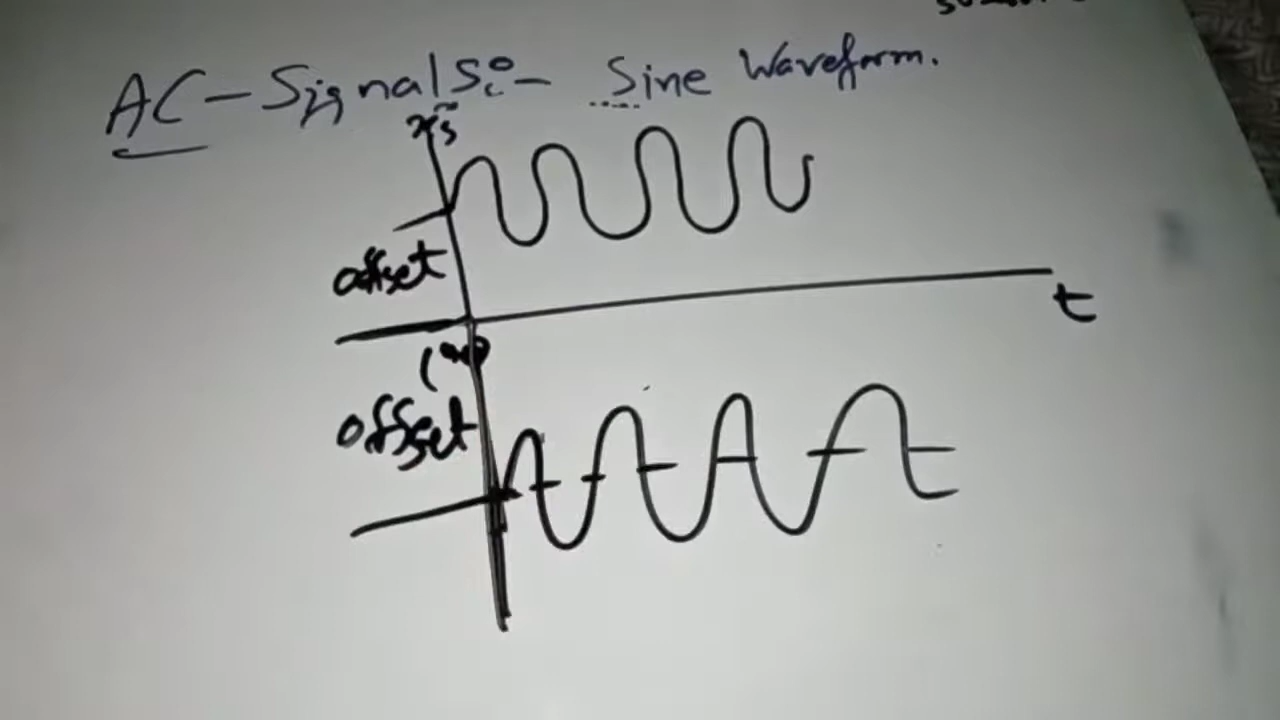 AC - Signals:- Sine Waveform.
offset
t
offset